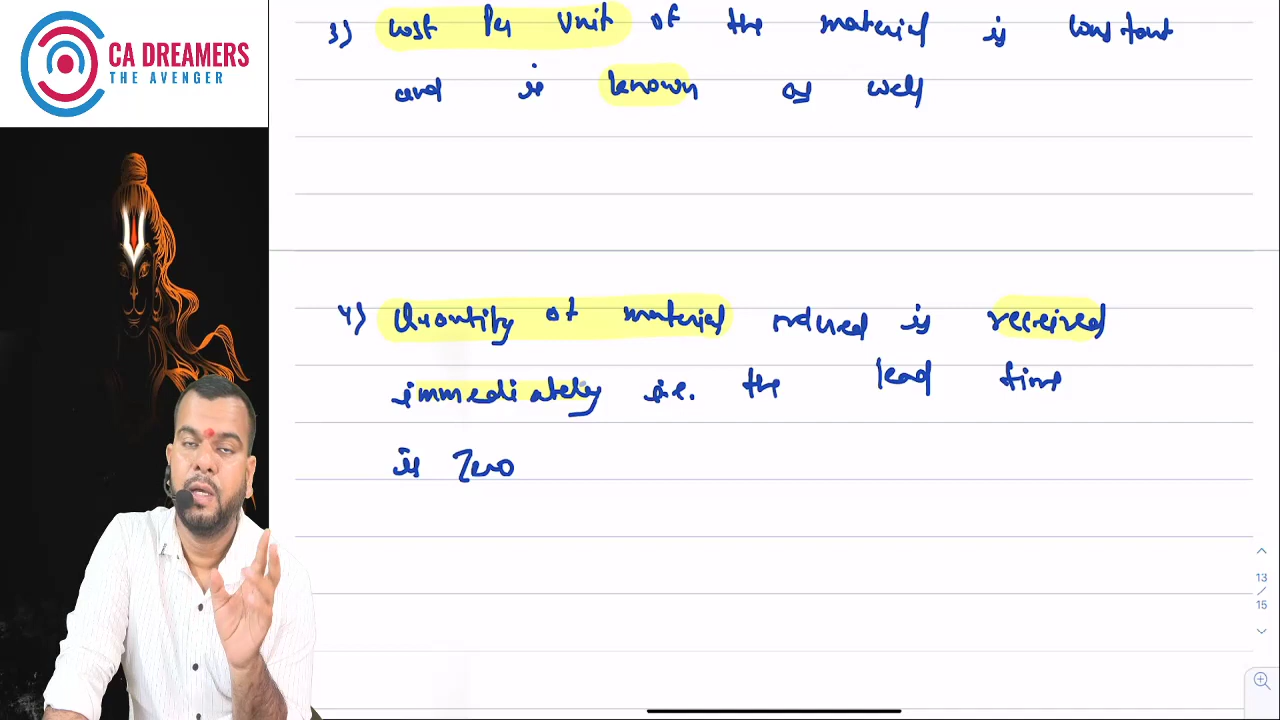 CA DREAMERS
THE AVENGER
3) Cost Per Unit of the material is constant
and is known as well
4) Quantity of material ordered is received
immediately i.e. the lead time
is Zero
13
15